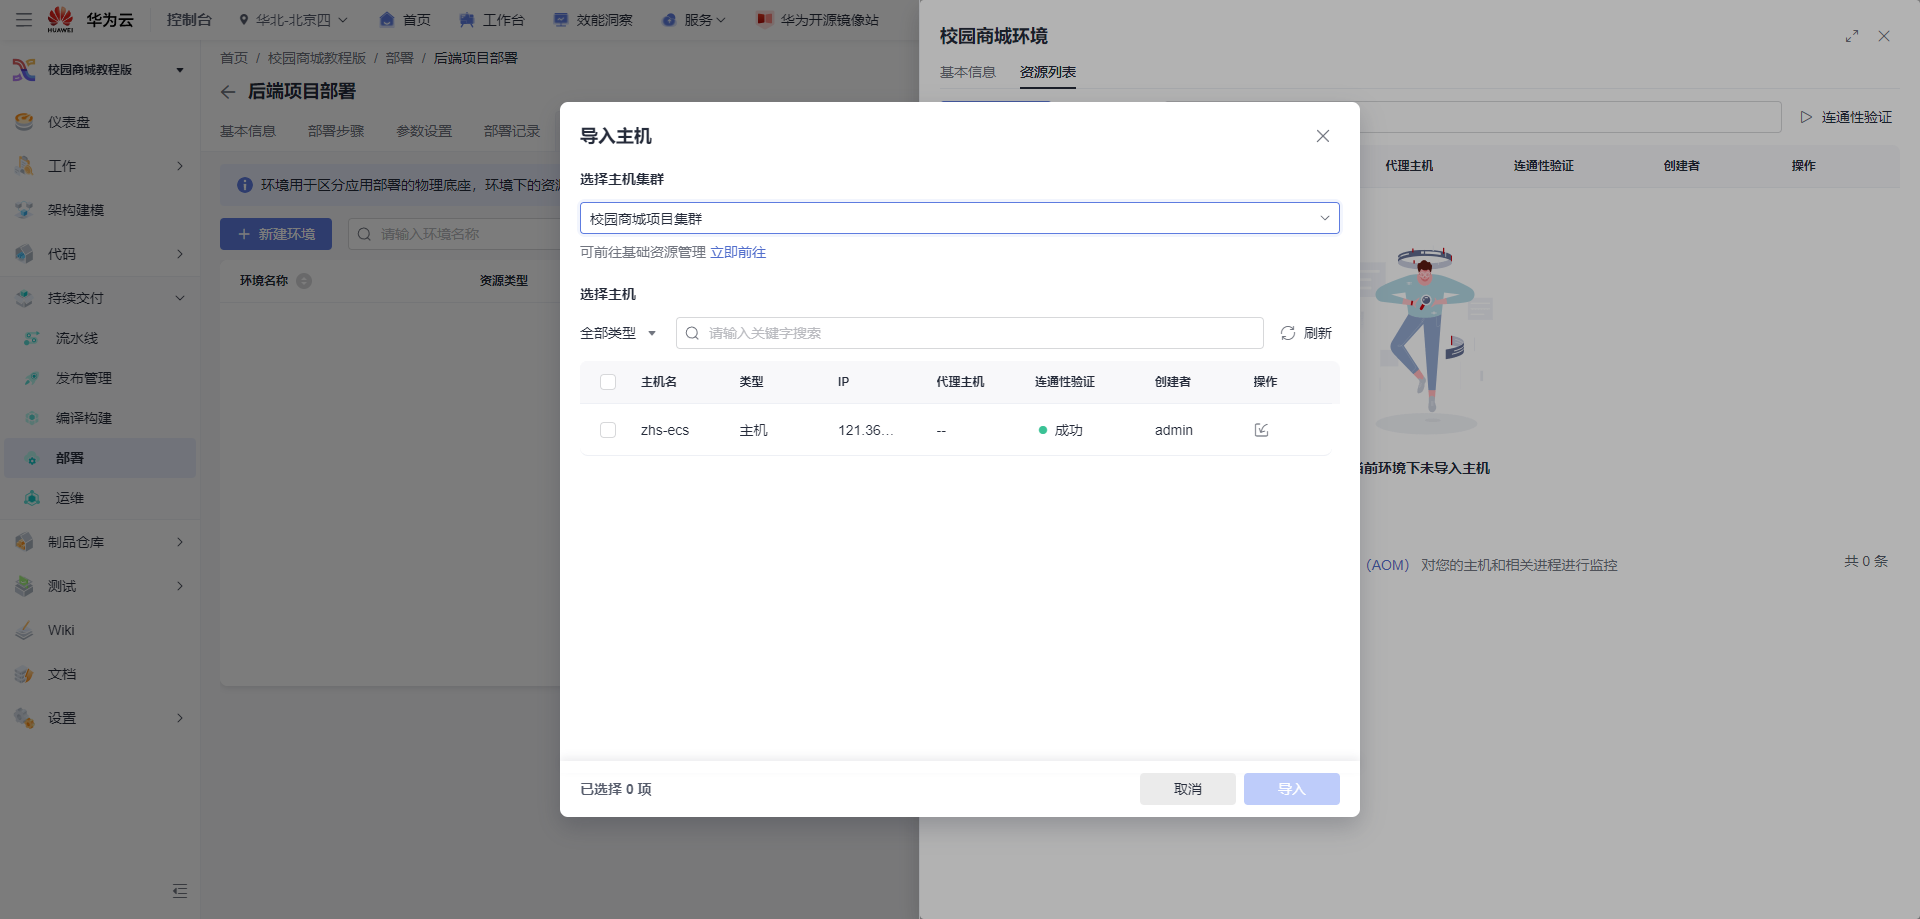 HUAWEI
华为云
控制台
华北-北京四
首页
工作台
效能洞察
服务
华为开源镜像站
校园商城教程版
仪表盘
工作
架构建模
代码
持续交付
流水线
发布管理
编译构建
部署
运维
制品仓库
测试
Wiki
文档
设置
首页 / 校园商城教程版 / 部署 / 后端项目部署
后端项目部署
基本信息 部署步骤 参数设置 部署记录
环境用于区分应用部署的物理底座，环境下的资
新建环境
请输入环境名称
环境名称 资源类型
导入主机
选择主机集群
校园商城项目集群
可前往基础资源管理 立即前往
选择主机
全部类型
请输入关键字搜索
刷新
主机名 类型 IP 代理主机 连通性验证 创建者 操作
zhs-ecs 主机 121.36... -- 成功 admin
已选择 0 项
取消
导入
校园商城环境
基本信息 资源列表
连通性验证
代理主机 连通性验证 创建者 操作
前环境下未导入主机
（AOM） 对您的主机和相关进程进行监控
共 0 条